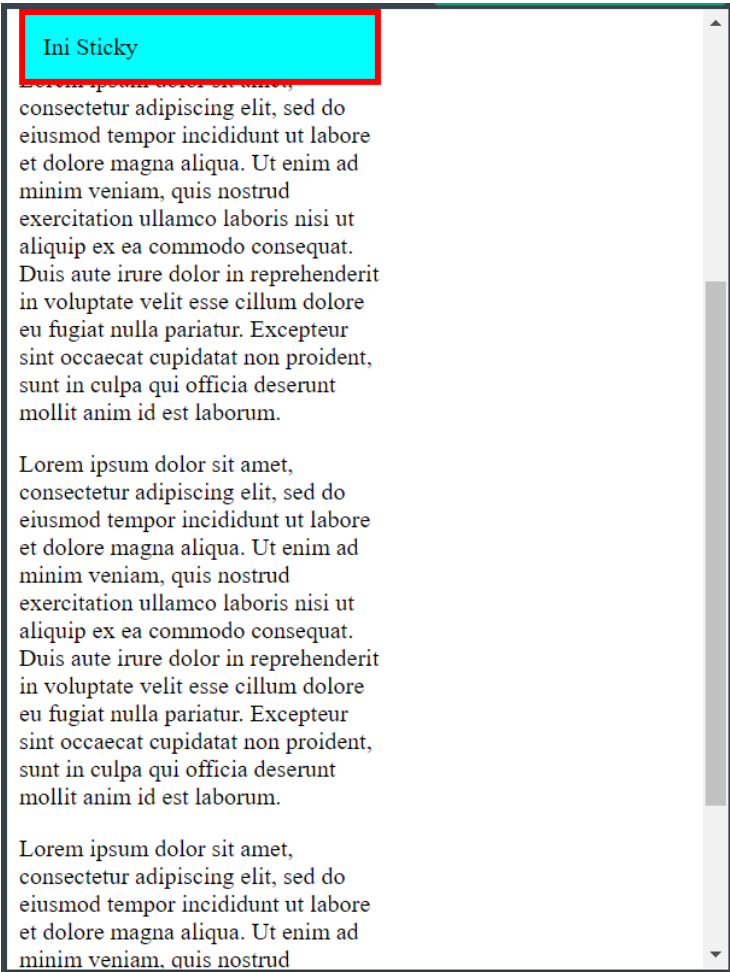 Ini Sticky
Lorem ipsum dolor sit amet,
consectetur adipiscing elit, sed do
eiusmod tempor incididunt ut labore
et dolore magna aliqua. Ut enim ad
minim veniam, quis nostrud
exercitation ullamco laboris nisi ut
aliquip ex ea commodo consequat.
Duis aute irure dolor in reprehenderit
in voluptate velit esse cillum dolore
eu fugiat nulla pariatur. Excepteur
sint occaecat cupidatat non proident,
sunt in culpa qui officia deserunt
mollit anim id est laborum.
Lorem ipsum dolor sit amet,
consectetur adipiscing elit, sed do
eiusmod tempor incididunt ut labore
et dolore magna aliqua. Ut enim ad
minim veniam, quis nostrud
exercitation ullamco laboris nisi ut
aliquip ex ea commodo consequat.
Duis aute irure dolor in reprehenderit
in voluptate velit esse cillum dolore
eu fugiat nulla pariatur. Excepteur
sint occaecat cupidatat non proident,
sunt in culpa qui officia deserunt
mollit anim id est laborum.
Lorem ipsum dolor sit amet,
consectetur adipiscing elit, sed do
eiusmod tempor incididunt ut labore
et dolore magna aliqua. Ut enim ad
minim veniam, quis nostrud